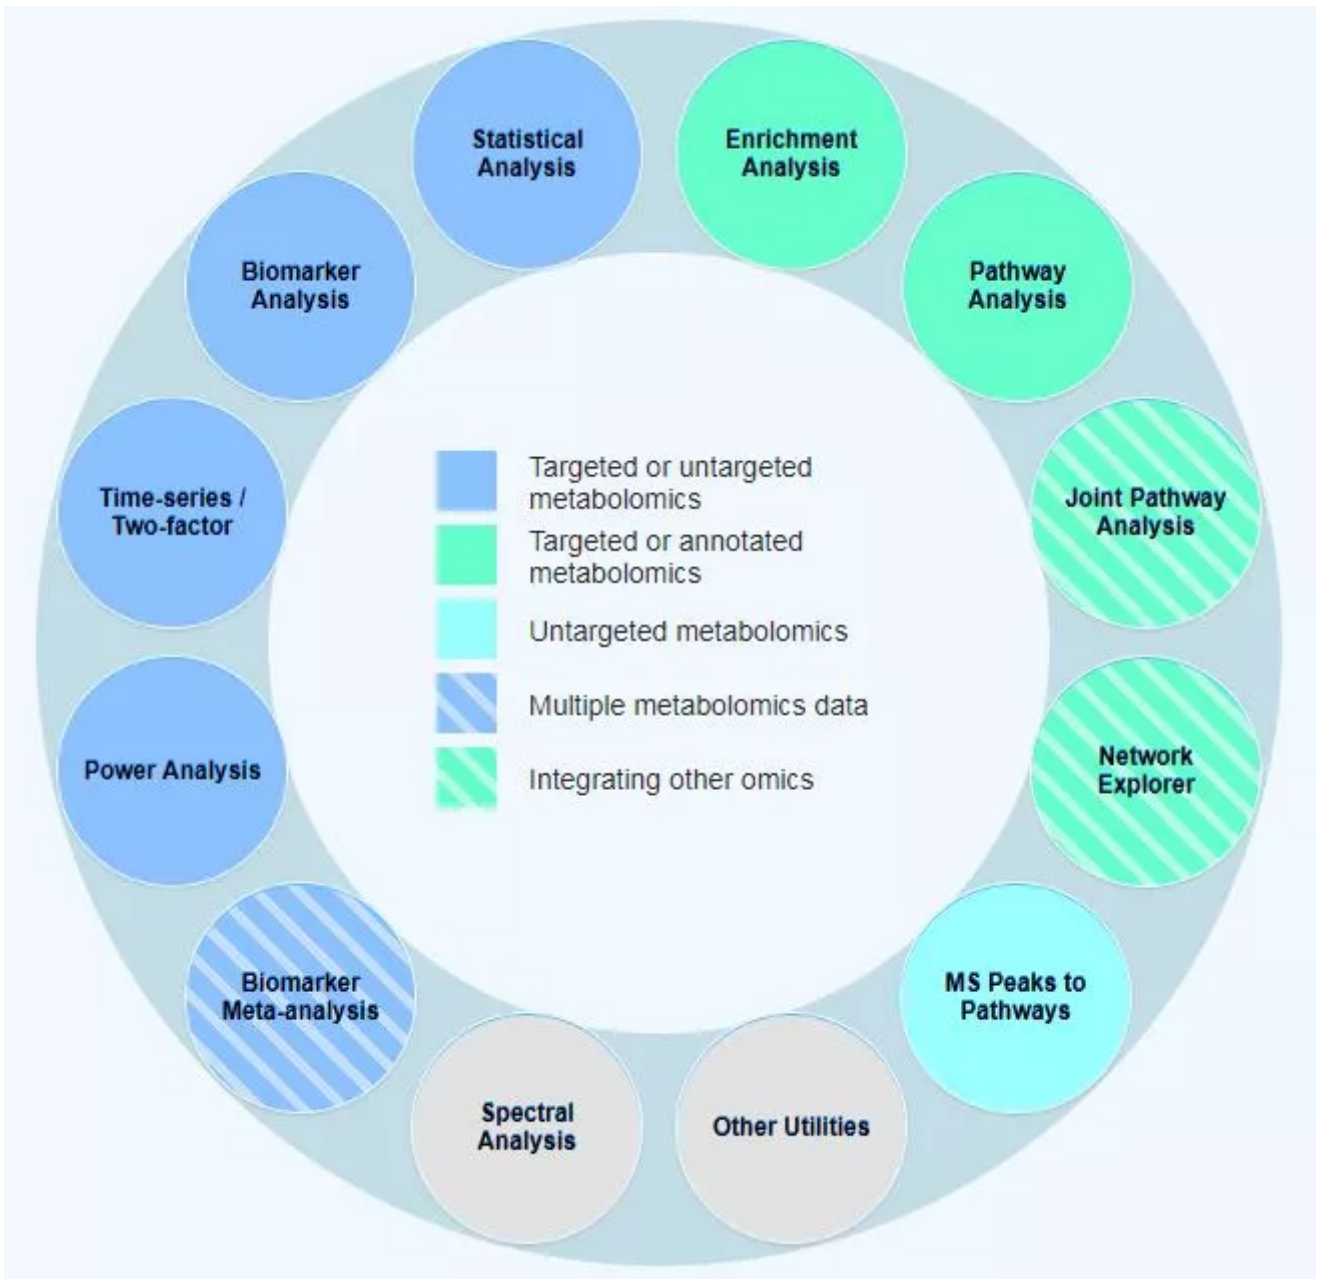 Statistical
Analysis
Enrichment
Analysis
Biomarker
Analysis
Pathway
Analysis
Time-series /
Two-factor
Joint Pathway
Analysis
Targeted or untargeted
metabolomics
Targeted or annotated
metabolomics
Untargeted metabolomics
Multiple metabolomics data
Integrating other omics
Power Analysis
Network
Explorer
Biomarker
Meta-analysis
MS Peaks to
Pathways
Spectral
Analysis
Other Utilities